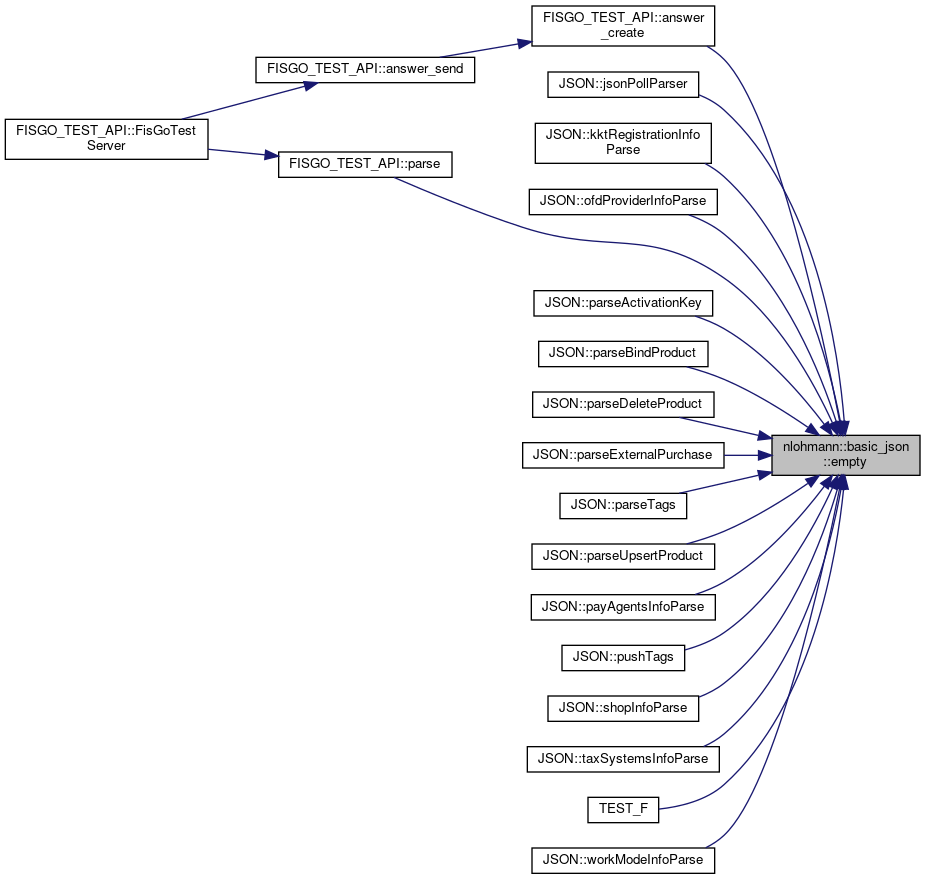 FISGO_TEST_API::answer
_create
FISGO_TEST_API::answer_send
JSON::jsonPollParser
FISGO_TEST_API::FisGoTest
Server
JSON::kktRegistrationInfo
Parse
FISGO_TEST_API::parse
JSON::ofdProviderInfoParse
JSON::parseActivationKey
JSON::parseBindProduct
JSON::parseDeleteProduct
nlohmann::basic_json
::empty
JSON::parseExternalPurchase
JSON::parseTags
JSON::parseUpsertProduct
JSON::payAgentsInfoParse
JSON::pushTags
JSON::shopInfoParse
JSON::taxSystemsInfoParse
TEST_F
JSON::workModeInfoParse